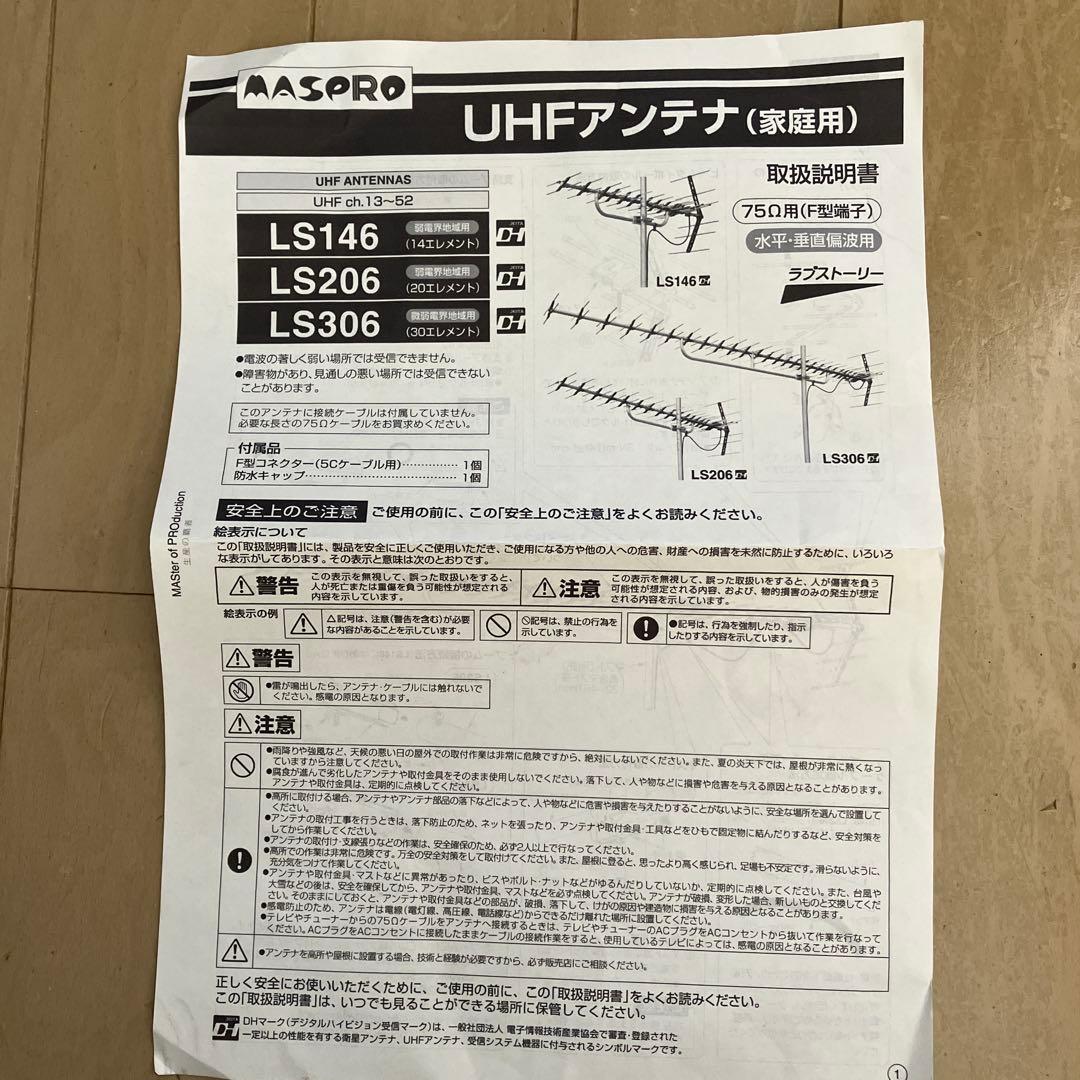 MASPRO
UHFアンテナ(家庭用)
取扱説明書
75Ω用(F型端子)
水平・垂直偏波用
ラブストーリー
UHF ANTENNAS
UHF ch.13〜52
LS146 弱電界地域用 (14エレメント) JEITA DH
LS206 弱電界地域用 (20エレメント) JEITA DH
LS306 微弱電界地域用 (30エレメント) JEITA DH
LS146 DH
LS306 DH
LS206 DH
●電波の著しく弱い場所では受信できません。
●障害物があり、見通しの悪い場所では受信できない
ことがあります。
このアンテナに接続ケーブルは付属していません。
必要な長さの75Ωケーブルをお買求めください。
付属品
F型コネクター(5Cケーブル用)‥‥‥‥‥ 1個
防水キャップ‥‥‥‥‥‥‥‥‥‥‥‥ 1個
MASter of PROduction
生産の覇者
安全上のご注意 ご使用の前に、この「安全上のご注意」をよくお読みください。
絵表示について
この「取扱説明書」には、製品を安全に正しくご使用いただき、ご使用になる方や他の人への危害、財産への損害を未然に防止するために、いろいろ
な表示がしてあります。その表示と意味は次のとおりです。
警告 この表示を無視して、誤った取扱いをすると、
人が死亡または重傷を負う可能性が想定される
内容を示しています。
注意 この表示を無視して、誤った取扱いをすると、人が傷害を負う
可能性が想定される内容、および、物的損害のみの発生が想定
される内容を示しています。
絵表示の例
△記号は、注意(警告を含む)が必要
な内容があることを示しています。
🚫記号は、禁止の行為を
示しています。
●記号は、行為を強制したり、指示
したりする内容を示しています。
警告
●雷が鳴出したら、アンテナ・ケーブルには触れないで
ください。感電の原因となります。
注意
●雨降りや強風など、天候の悪い日の屋外での取付作業は非常に危険ですから、絶対にしないでください。また、夏の炎天下では、屋根が非常に熱くなっ
ていますから注意してください。
●腐食が進んで劣化したアンテナや取付金具をそのまま使用しないでください。落下して、人や物などに損害や危害を与える原因となることがあります。
アンテナや取付金具は、定期的に点検してください。
●高所に取付ける場合、アンテナやアンテナ部品の落下などによって、人や物などに危害や損害を与えたりすることがないように、安全な場所を選んで設置して
ください。
●アンテナの取付工事を行うときは、落下防止のため、ネットを張ったり、アンテナや取付金具・工具などをひもで固定物に結んだりするなど、安全対策を
してから作業してください。
●アンテナの取付け・支線張りなどの作業は、安全確保のため、必ず2人以上で行なってください。
●高所での作業は非常に危険です。万全の安全対策をして取付けてください。また、屋根に登ると、思ったより高く感じられ、足場も不安定です。滑らないように、
充分気をつけて作業してください。
●アンテナや取付金具・マストなどに異常があったり、ビスやボルト・ナットなどがゆるんだりしていないか、定期的に点検してください。また、台風や
大雪などの後は、安全を確保してから、アンテナや取付金具、マストなどを必ず点検してください。アンテナが破損、変形した場合、新しいものと交換してくだ
さい。そのままにしておくと、アンテナや取付金具などの部品が、破損、落下して、けがの原因や建造物に損害を与える原因となることがあります。
●感電防止のため、アンテナは電線(電灯線、高圧線、電話線など)からできるだけ離れた場所に設置してください。
●テレビやチューナーからの75Ωケーブルをアンテナへ接続するときは、テレビやチューナーのACプラグをACコンセントから抜いて作業を行なって
ください。ACプラグをACコンセントに接続したままケーブルの接続作業をすると、使用しているテレビによっては、感電の原因となることがあります。
●アンテナを高所や屋根に設置する場合、技術と経験が必要ですから、必ず販売店にご相談ください。
正しく安全にお使いいただくために、ご使用の前に、この「取扱説明書」をよくお読みください。
この「取扱説明書」は、いつでも見ることができる場所に保管してください。
JEITA DH DHマーク(デジタルハイビジョン受信マーク)は、一般社団法人 電子情報技術産業協会で審査・登録された
一定以上の性能を有する衛星アンテナ、UHFアンテナ、受信システム機器に付与されるシンボルマークです。
1